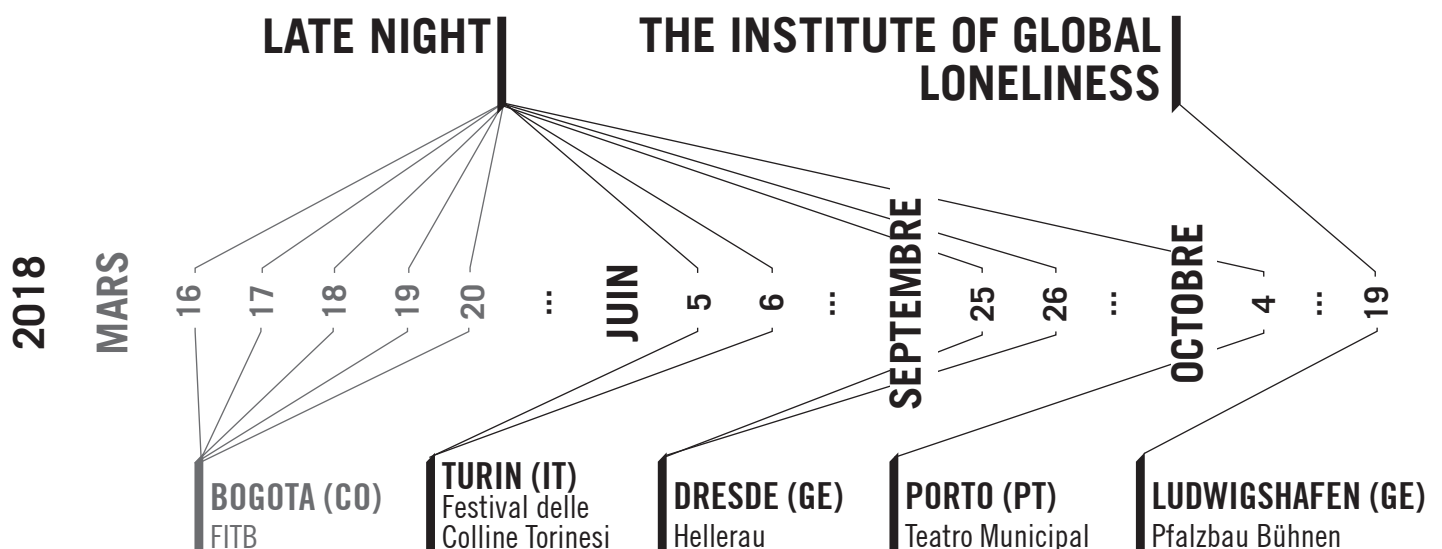 LATE NIGHT
THE INSTITUTE OF GLOBAL
LONELINESS
2018
MARS
16
17
18
19
20
...
JUIN
5
6
...
SEPTEMBRE
25
26
...
OCTOBRE
4
...
19
BOGOTA (CO)
FITB
TURIN (IT)
Festival delle
Colline Torinesi
DRESDE (GE)
Hellerau
PORTO (PT)
Teatro Municipal
LUDWIGSHAFEN (GE)
Pfalzbau Bühnen